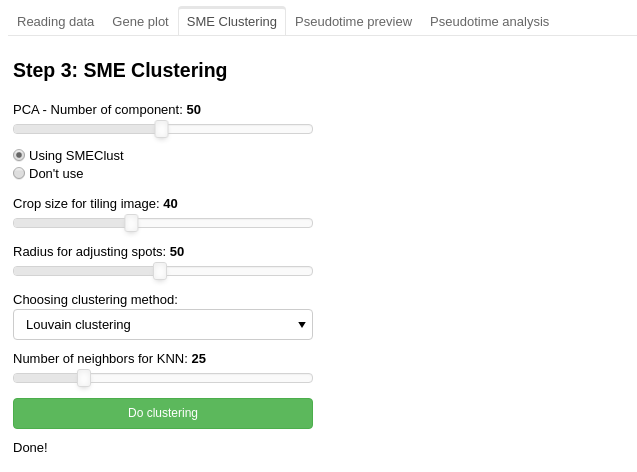 Reading data Gene plot SME Clustering Pseudotime preview Pseudotime analysis
Step 3: SME Clustering
PCA - Number of component: 50
Using SMEClust
Don't use
Crop size for tiling image: 40
Radius for adjusting spots: 50
Choosing clustering method:
Louvain clustering
Number of neighbors for KNN: 25
Do clustering
Done!